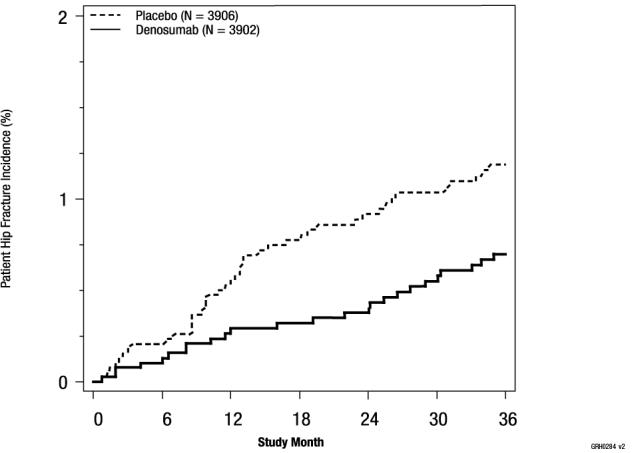 2
Placebo (N = 3906)
Denosumab (N = 3902)
Patient Hip Fracture Incidence (%)
1
0
0 6 12 18 24 30 36
Study Month
GRH0284 v2